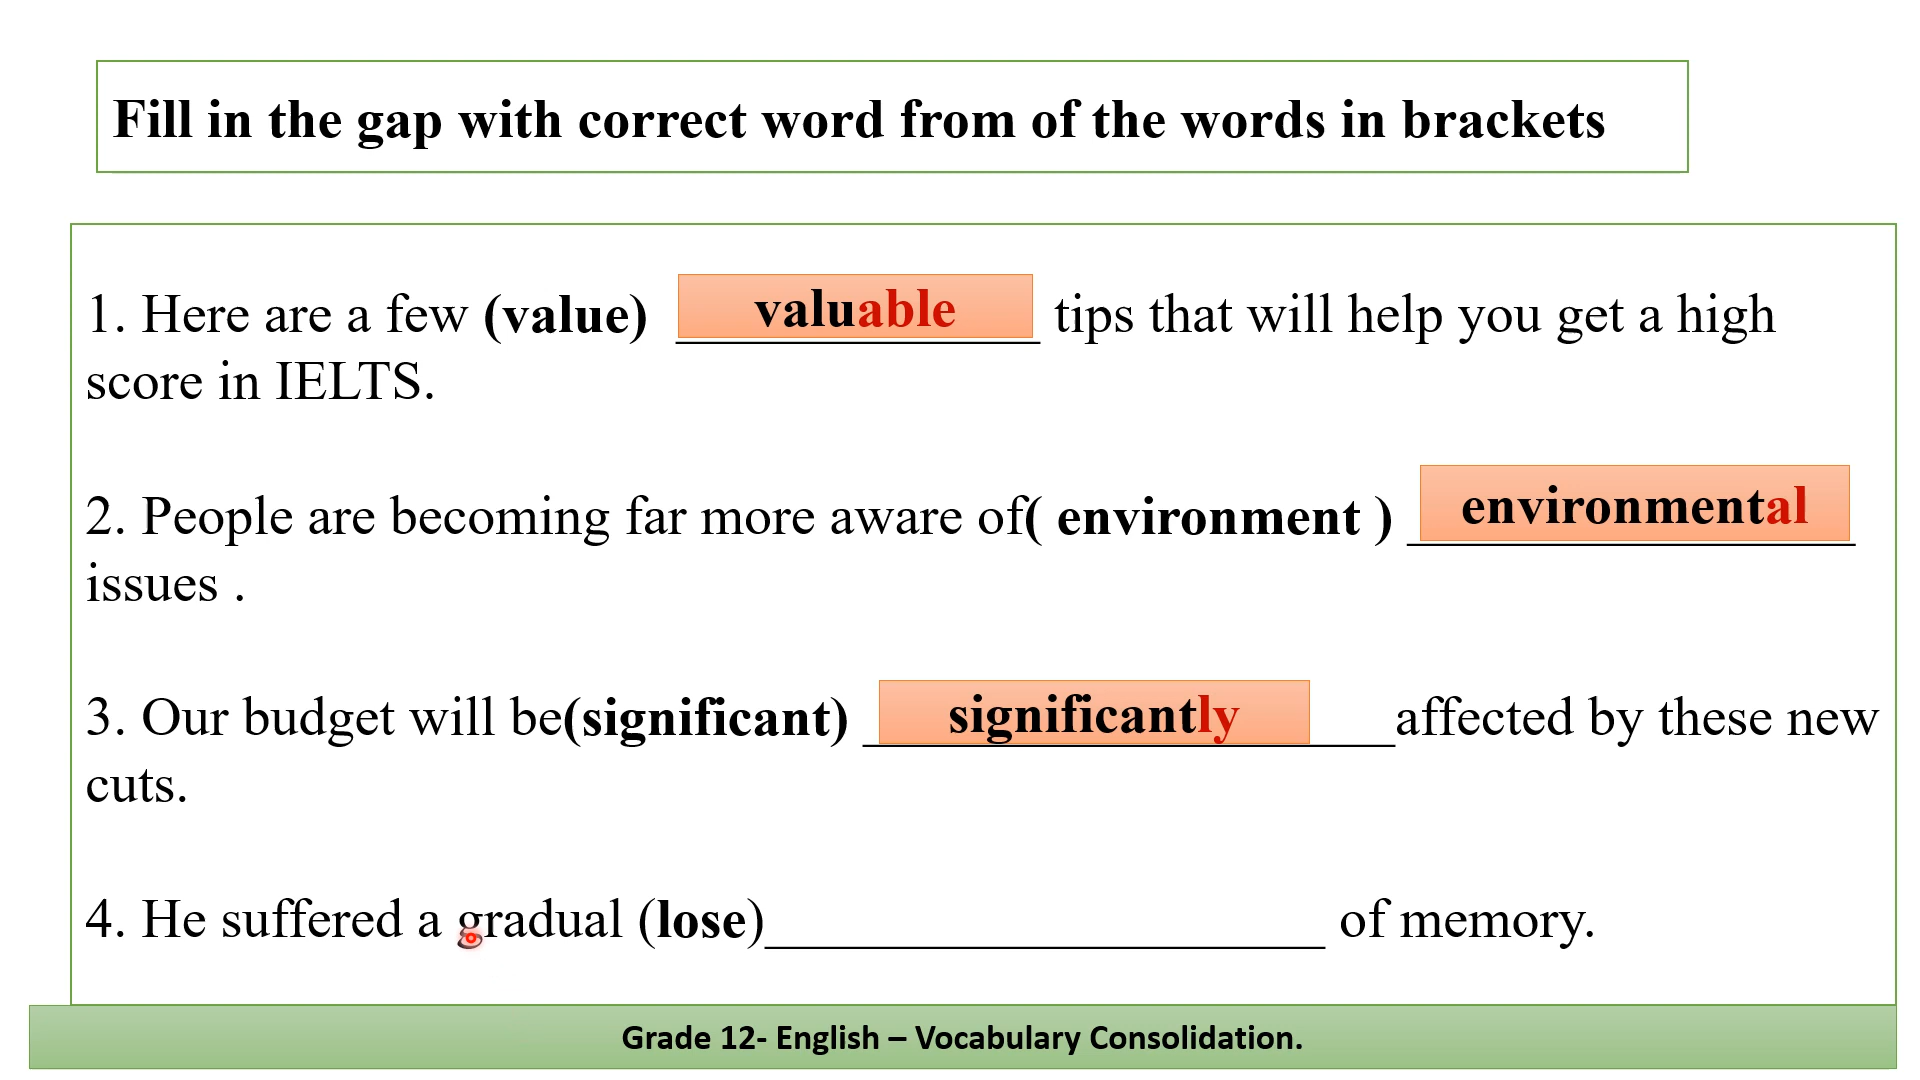 Fill in the gap with correct word from of the words in brackets
1. Here are a few (value) valuable tips that will help you get a high
score in IELTS.
2. People are becoming far more aware of( environment ) environmental
issues .
3. Our budget will be(significant) significantly affected by these new
cuts.
4. He suffered a gradual (lose)____________________ of memory.
Grade 12- English – Vocabulary Consolidation.